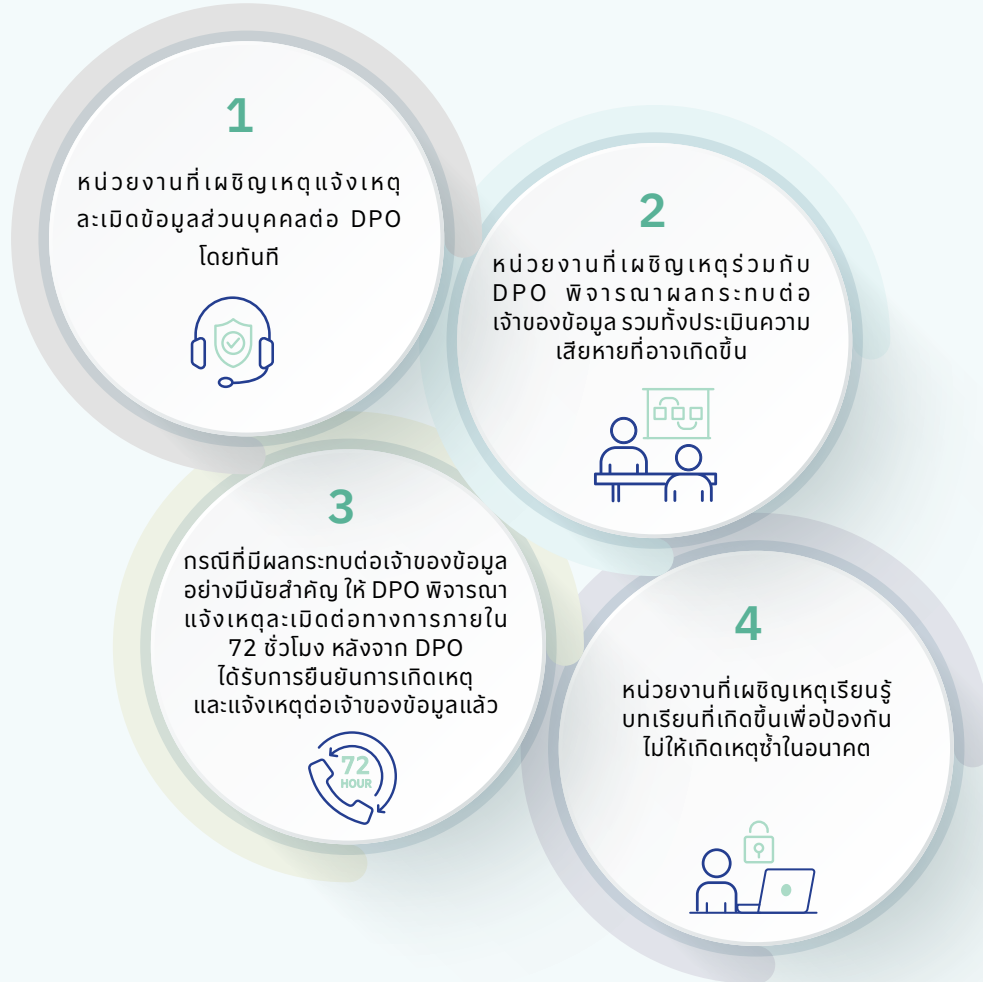 1
หน่วยงานที่เผชิญเหตุแจ้งเหตุ
ละเมิดข้อมูลส่วนบุคคลต่อ DPO
โดยทันที
2
หน่วยงานที่เผชิญเหตุร่วมกับ
DPO พิจารณาผลกระทบต่อ
เจ้าของข้อมูล รวมทั้งประเมินความ
เสียหายที่อาจเกิดขึ้น
3
กรณีที่มีผลกระทบต่อเจ้าของข้อมูล
อย่างมีนัยสำคัญ ให้ DPO พิจารณา
แจ้งเหตุละเมิดต่อทางการภายใน
72 ชั่วโมง หลังจาก DPO
ได้รับการยืนยันการเกิดเหตุ
และแจ้งเหตุต่อเจ้าของข้อมูลแล้ว
72
HOUR
4
หน่วยงานที่เผชิญเหตุเรียนรู้
บทเรียนที่เกิดขึ้นเพื่อป้องกัน
ไม่ให้เกิดเหตุซ้ำในอนาคต